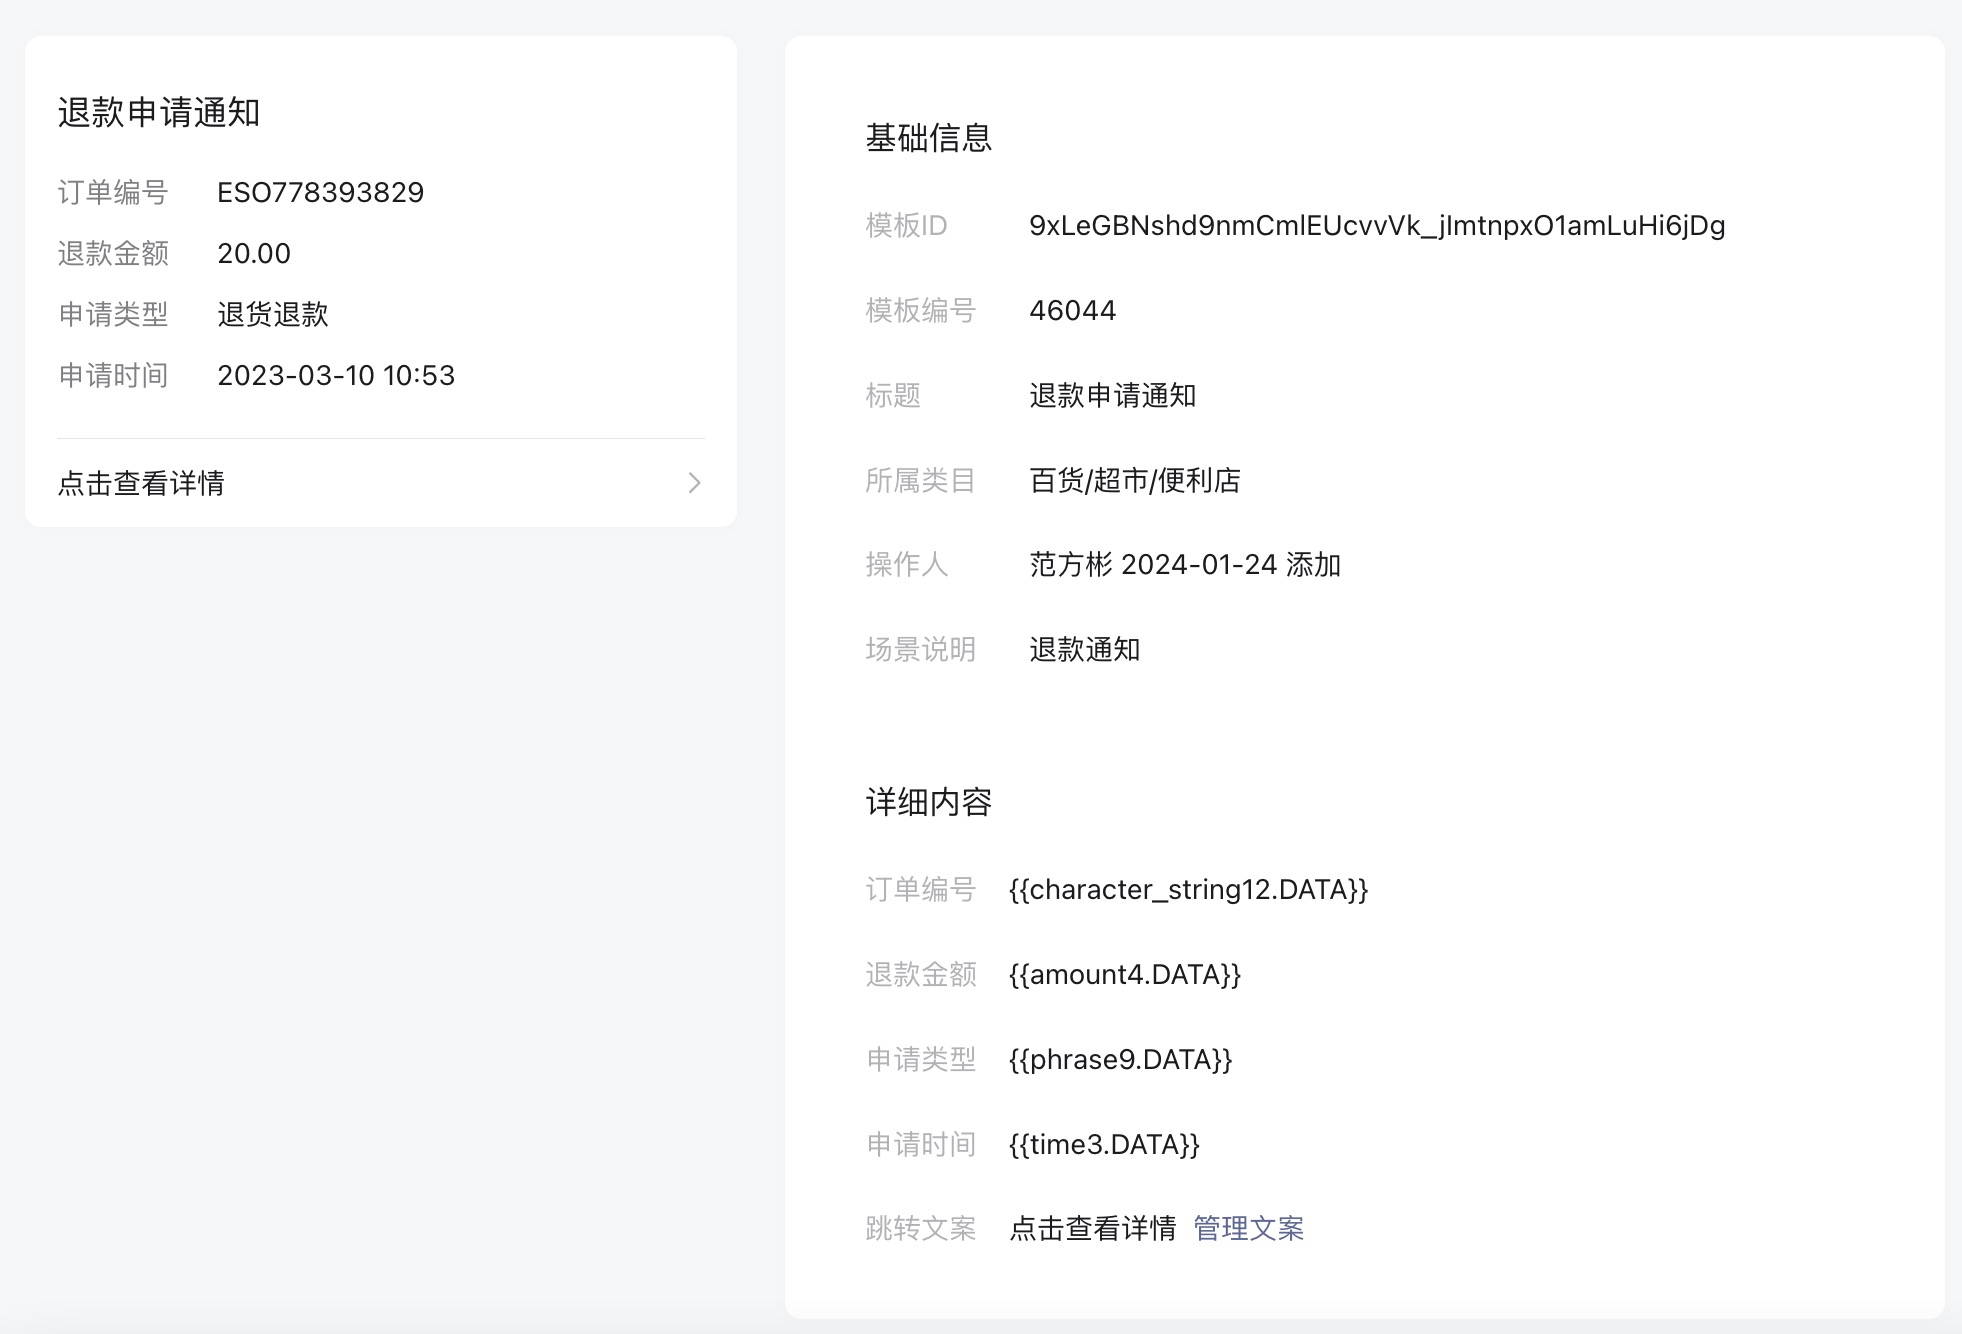 退款申请通知
订单编号 ESO778393829
退款金额 20.00
申请类型 退货退款
申请时间 2023-03-10 10:53
点击查看详情
基础信息
模板ID 9xLeGBNshd9nmCmlEUcvvVk_jImtnpxO1amLuHi6jDg
模板编号 46044
标题 退款申请通知
所属类目 百货/超市/便利店
操作人 范方彬 2024-01-24 添加
场景说明 退款通知
详细内容
订单编号 {{character_string12.DATA}}
退款金额 {{amount4.DATA}}
申请类型 {{phrase9.DATA}}
申请时间 {{time3.DATA}}
跳转文案 点击查看详情 管理文案